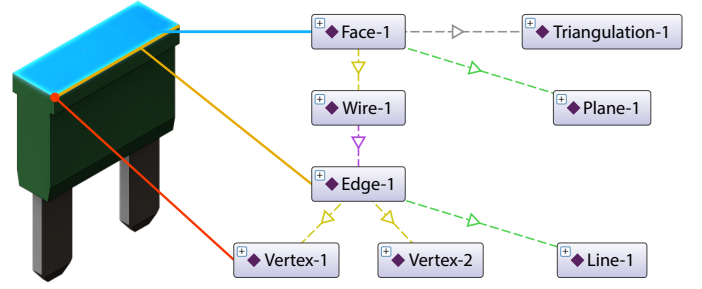 Face-1
Triangulation-1
Wire-1
Plane-1
Edge-1
Vertex-1
Vertex-2
Line-1